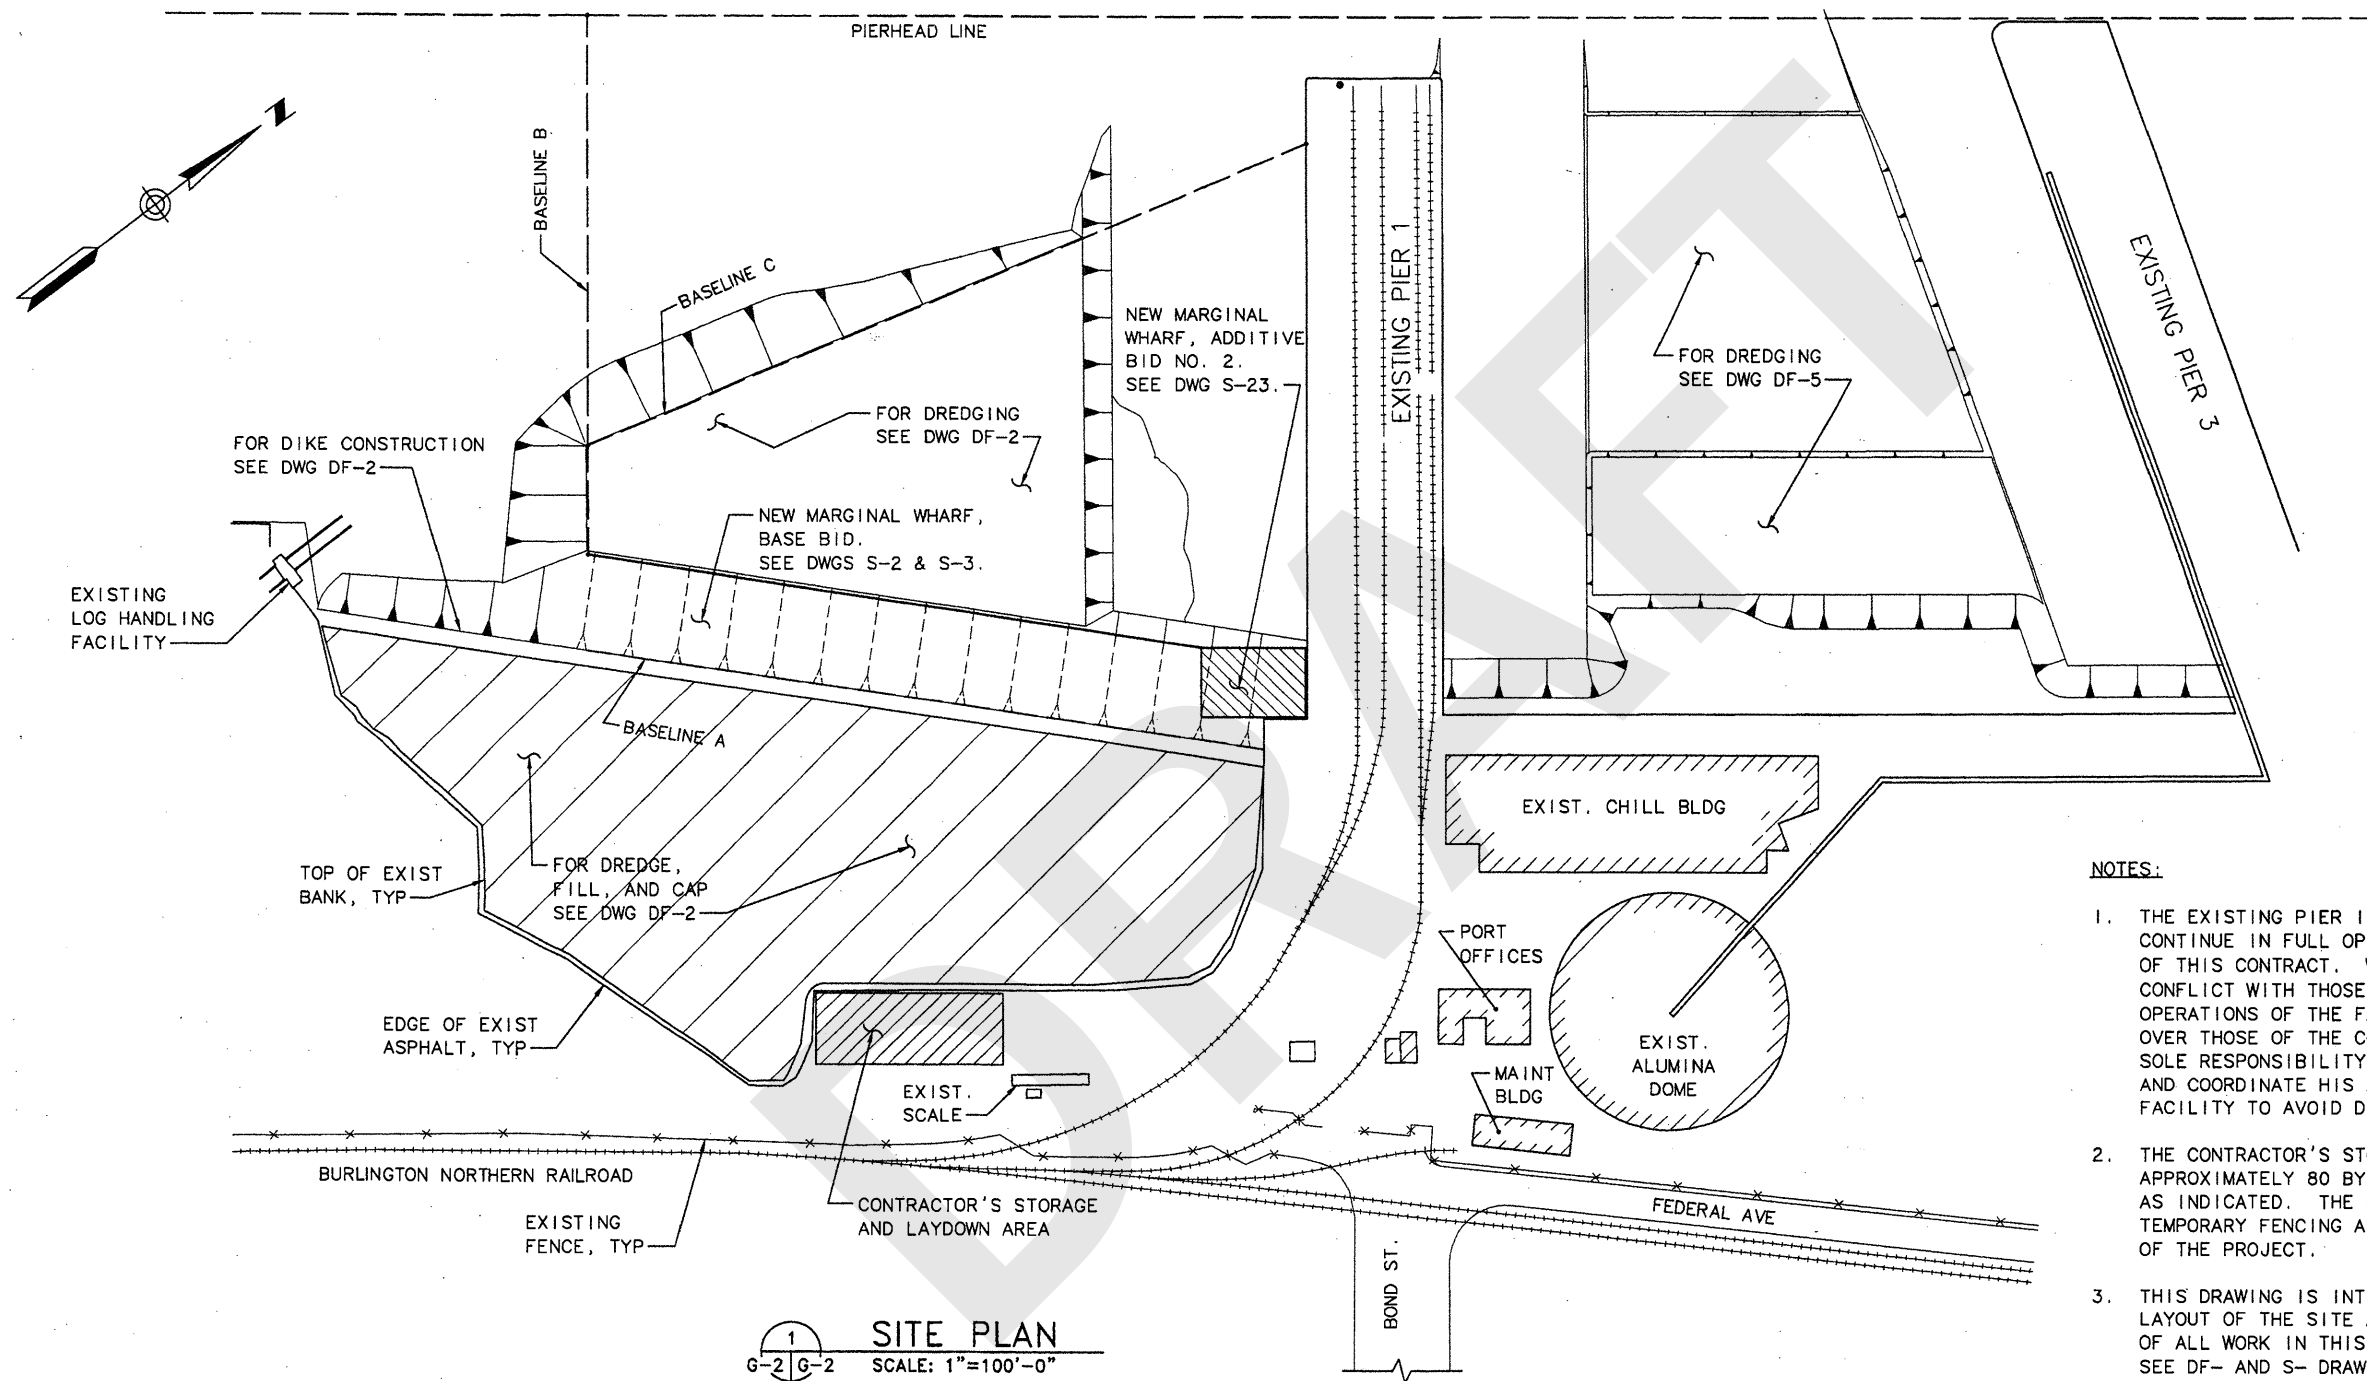 PIERHEAD LINE
N
BASELINE B
BASELINE C
NEW MARGINAL
WHARF, ADDITIVE
BID NO. 2.
SEE DWG S-23.
EXISTING PIER 1
FOR DREDGING
SEE DWG DF-5
EXISTING PIER 3
FOR DREDGING
SEE DWG DF-2
FOR DIKE CONSTRUCTION
SEE DWG DF-2
NEW MARGINAL WHARF,
BASE BID.
SEE DWGS S-2 & S-3.
EXISTING
LOG HANDLING
FACILITY
BASELINE A
EXIST. CHILL BLDG
TOP OF EXIST
BANK, TYP
FOR DREDGE,
FILL, AND CAP
SEE DWG DF-2
PORT
OFFICES
EDGE OF EXIST
ASPHALT, TYP
EXIST.
ALUMINA
DOME
EXIST.
SCALE
MAINT
BLDG
BURLINGTON NORTHERN RAILROAD
CONTRACTOR'S STORAGE
AND LAYDOWN AREA
EXISTING
FENCE, TYP
FEDERAL AVE
BOND ST.
1
G-2 G-2
SITE PLAN
SCALE: 1"=100'-0"
NOTES:
1. THE EXISTING PIER
CONTINUE IN FULL OP
OF THIS CONTRACT.
CONFLICT WITH THOSE
OPERATIONS OF THE
OVER THOSE OF THE
SOLE RESPONSIBILITY
AND COORDINATE HIS
FACILITY TO AVOID D
2. THE CONTRACTOR'S STO
APPROXIMATELY 80 BY
AS INDICATED. THE
TEMPORARY FENCING A
OF THE PROJECT.
3. THIS DRAWING IS INT
LAYOUT OF THE SITE
OF ALL WORK IN THIS
SEE DF- AND S- DRAW
DRAFT